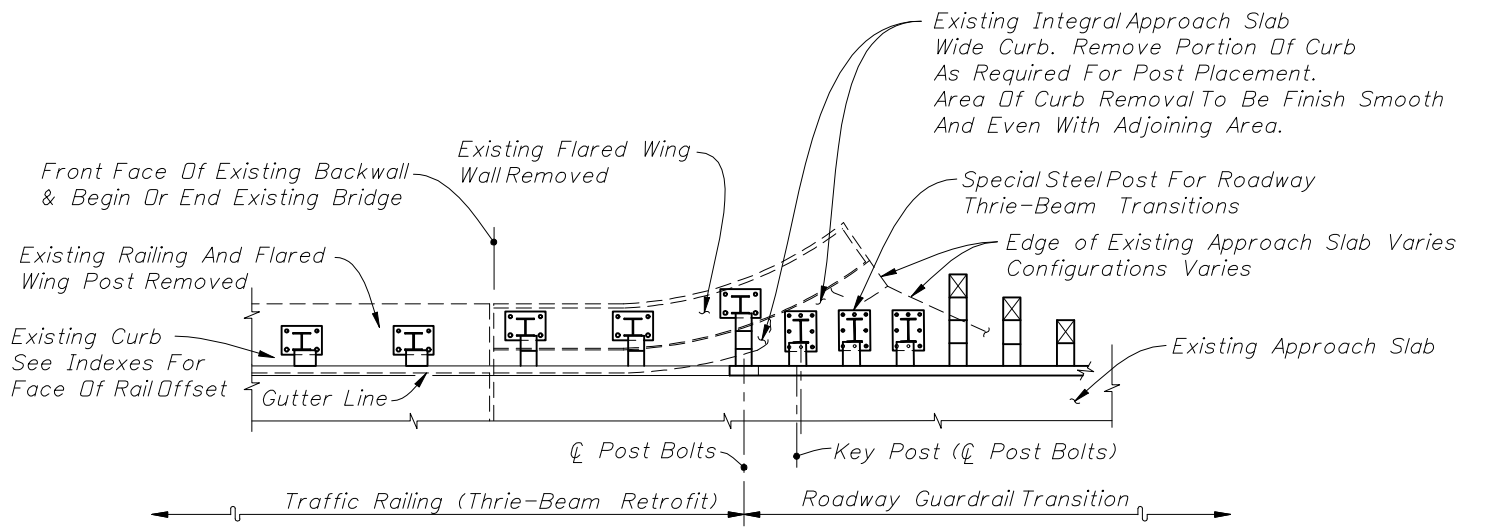 Existing Integral Approach Slab
Wide Curb. Remove Portion Of Curb
As Required For Post Placement.
Area Of Curb Removal To Be Finish Smooth
And Even With Adjoining Area.
Existing Flared Wing
Wall Removed
Front Face Of Existing Backwall
& Begin Or End Existing Bridge
Special Steel Post For Roadway
Thrie-Beam Transitions
Existing Railing And Flared
Wing Post Removed
Edge of Existing Approach Slab Varies
Configurations Varies
Existing Curb
See Indexes For
Face Of Rail Offset
Gutter Line
Existing Approach Slab
℄ Post Bolts
Key Post (℄ Post Bolts)
Traffic Railing (Thrie-Beam Retrofit)
Roadway Guardrail Transition